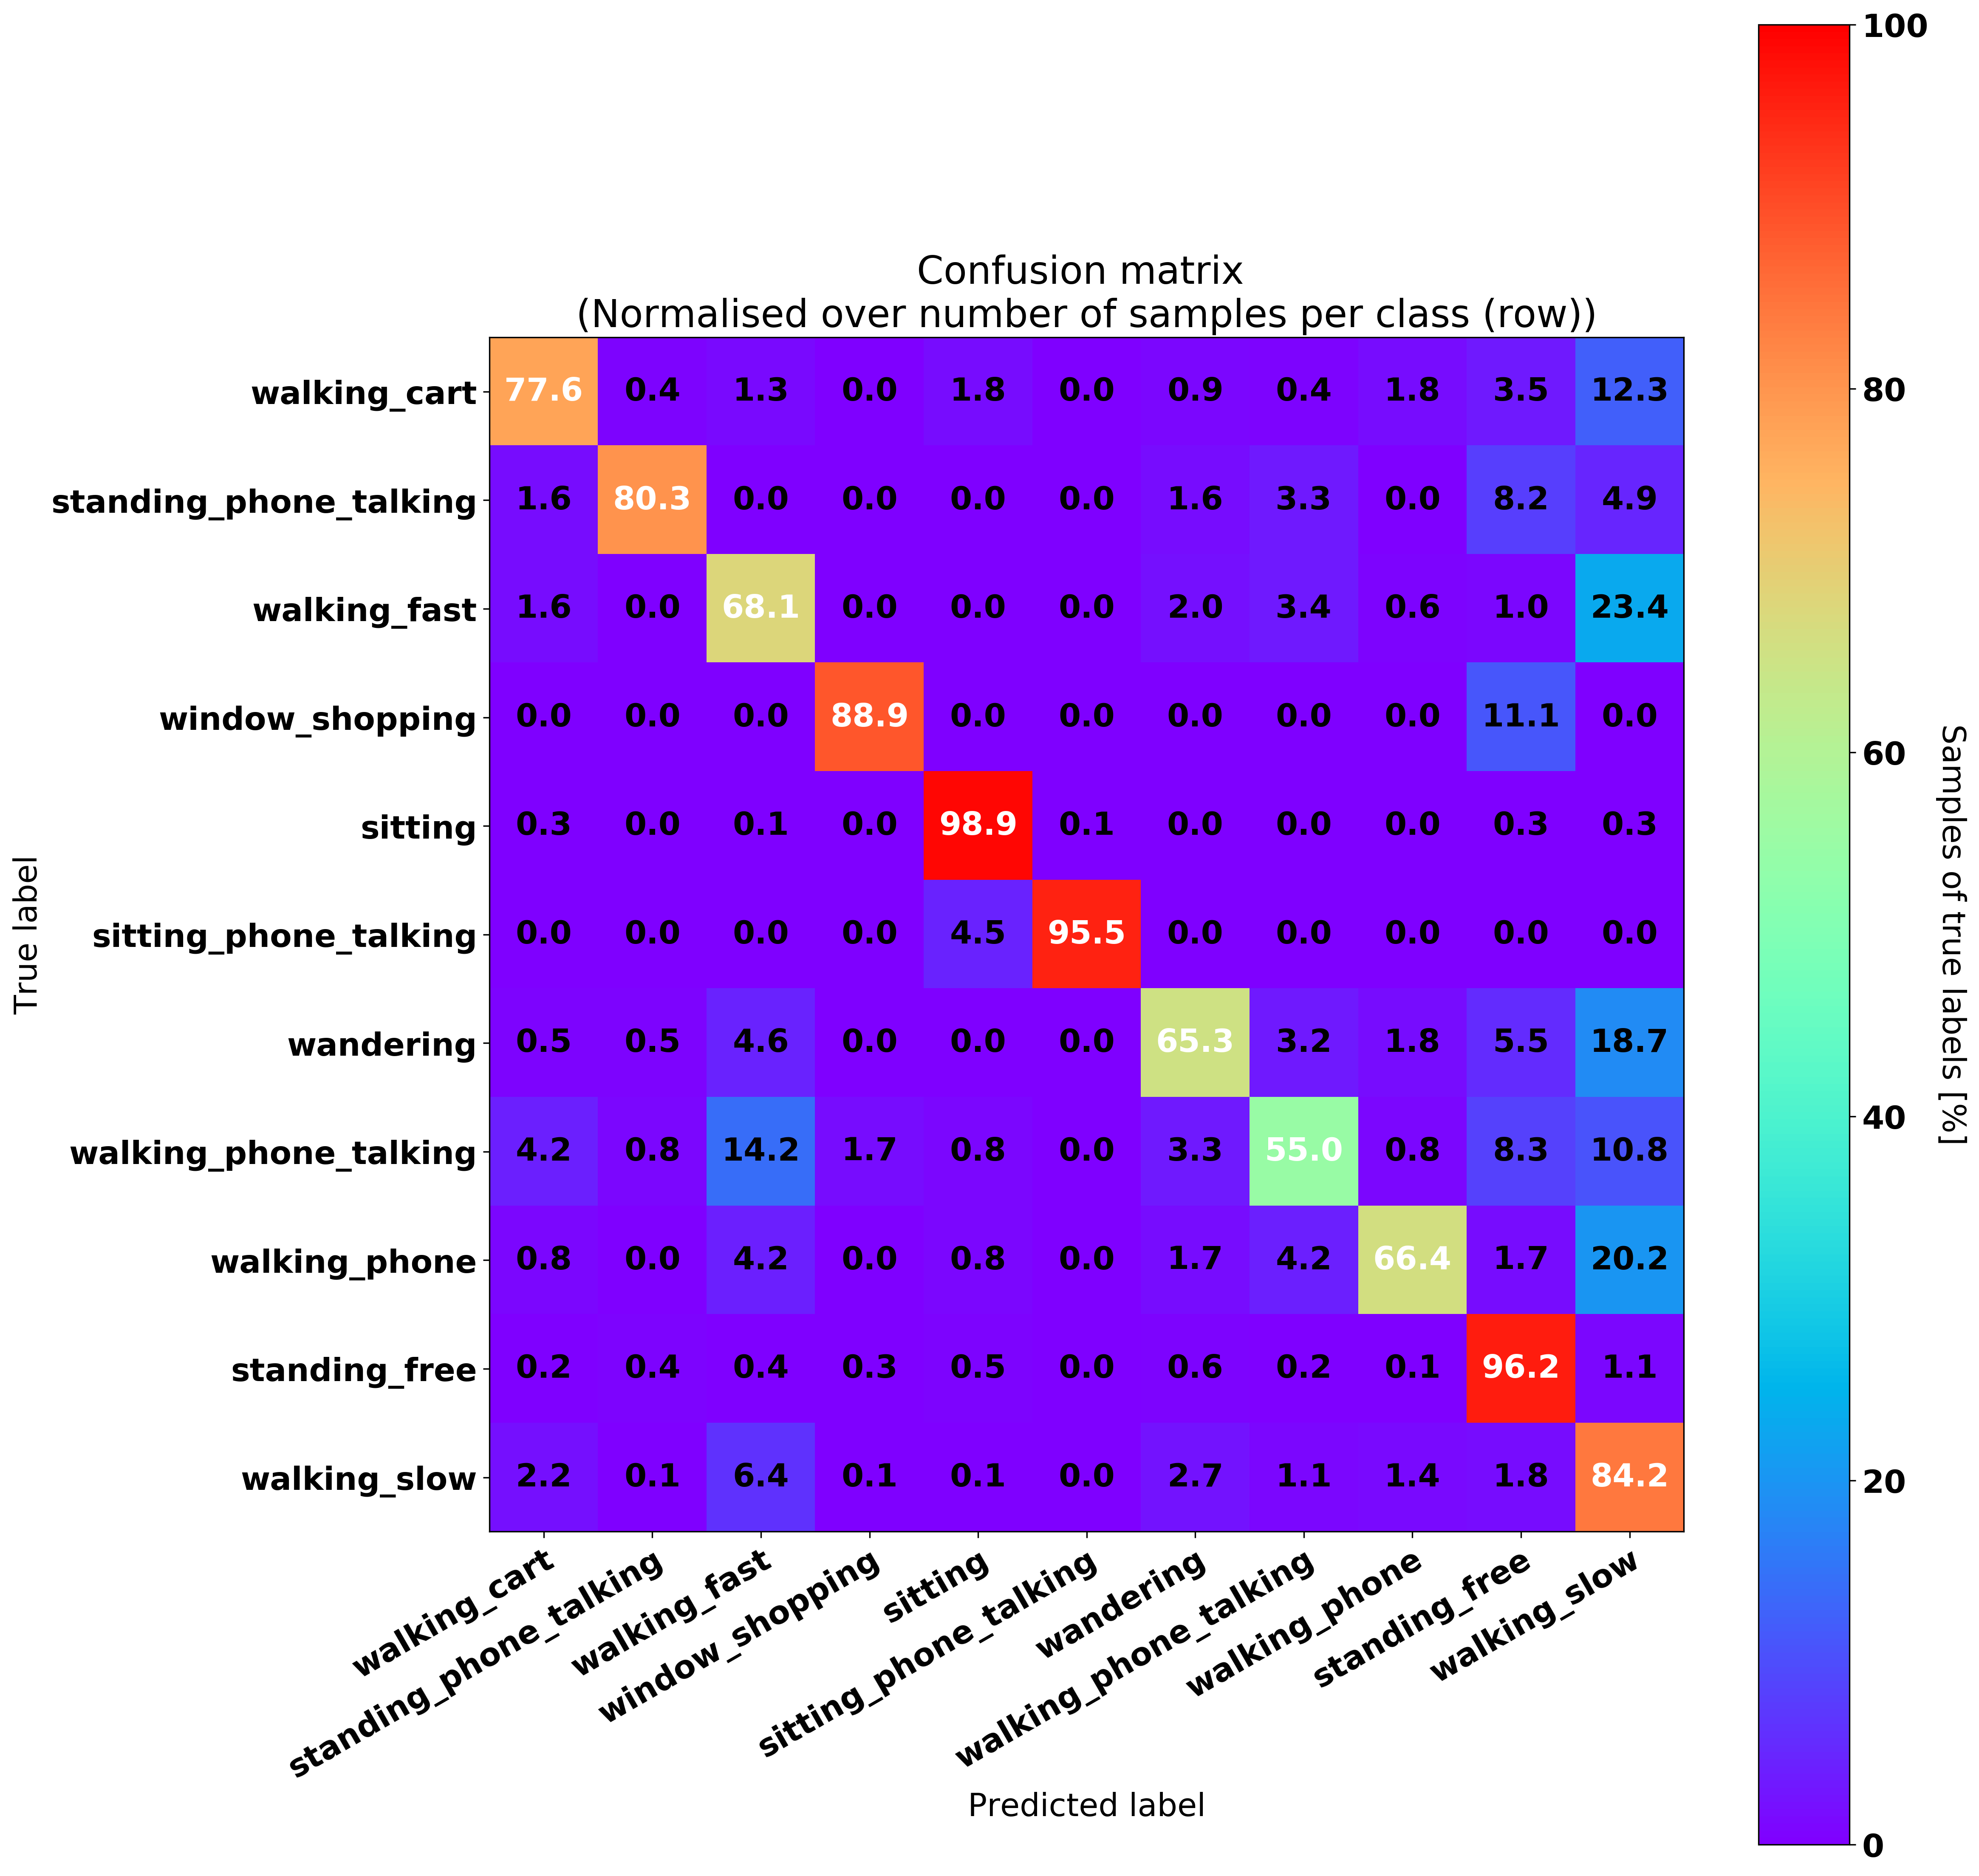 Confusion matrix
(Normalised over number of samples per class (row))
walking_cart 77.6 0.4 1.3 0.0 1.8 0.0 0.9 0.4 1.8 3.5 12.3
standing_phone_talking 1.6 80.3 0.0 0.0 0.0 0.0 1.6 3.3 0.0 8.2 4.9
walking_fast 1.6 0.0 68.1 0.0 0.0 0.0 2.0 3.4 0.6 1.0 23.4
window_shopping 0.0 0.0 0.0 88.9 0.0 0.0 0.0 0.0 0.0 11.1 0.0
sitting 0.3 0.0 0.1 0.0 98.9 0.1 0.0 0.0 0.0 0.3 0.3
sitting_phone_talking 0.0 0.0 0.0 0.0 4.5 95.5 0.0 0.0 0.0 0.0 0.0
wandering 0.5 0.5 4.6 0.0 0.0 0.0 65.3 3.2 1.8 5.5 18.7
walking_phone_talking 4.2 0.8 14.2 1.7 0.8 0.0 3.3 55.0 0.8 8.3 10.8
walking_phone 0.8 0.0 4.2 0.0 0.8 0.0 1.7 4.2 66.4 1.7 20.2
standing_free 0.2 0.4 0.4 0.3 0.5 0.0 0.6 0.2 0.1 96.2 1.1
walking_slow 2.2 0.1 6.4 0.1 0.1 0.0 2.7 1.1 1.4 1.8 84.2
True label
walking_cart
standing_phone_talking
walking_fast
window_shopping
sitting
sitting_phone_talking
wandering
walking_phone_talking
walking_phone
standing_free
walking_slow
Predicted label
100
80
60
40
20
0
Samples of true labels [%]